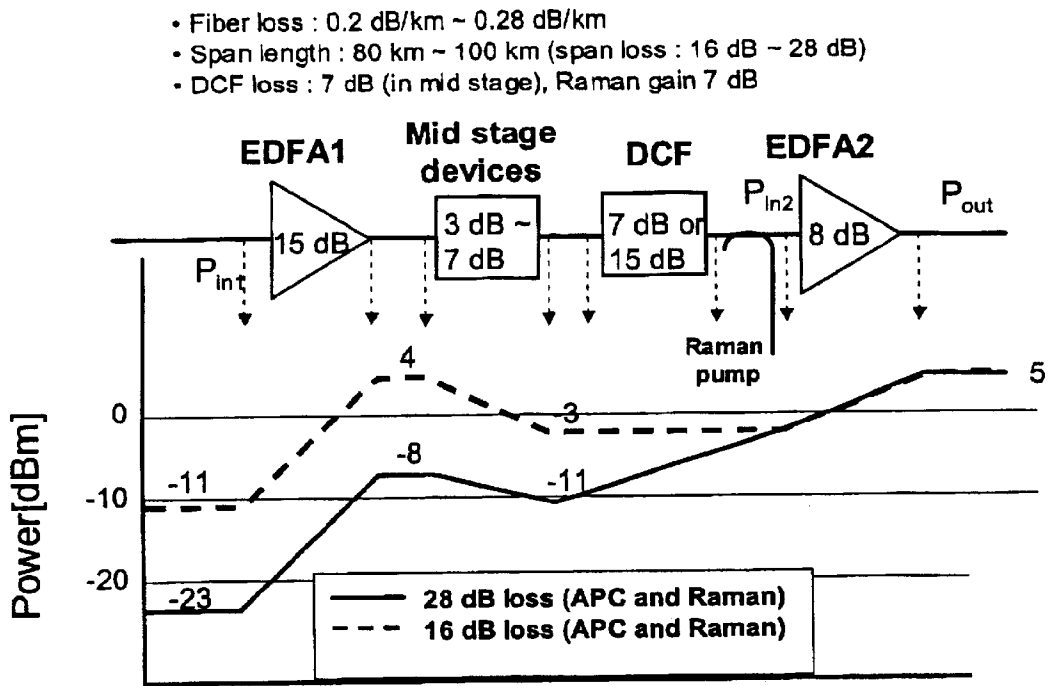 • Fiber loss : 0.2 dB/km ~ 0.28 dB/km
• Span length : 80 km ~ 100 km (span loss : 16 dB ~ 28 dB)
• DCF loss : 7 dB (in mid stage), Raman gain 7 dB
EDFA1
Mid stage
devices
DCF
EDFA2
15 dB
3 dB ~
7 dB
7 dB or
15 dB
Pin2
8 dB
Pout
Pin1
Raman
pump
4
5
0
-3
-8
-11
-11
-10
-20
-23
Power[dBm]
28 dB loss (APC and Raman)
16 dB loss (APC and Raman)